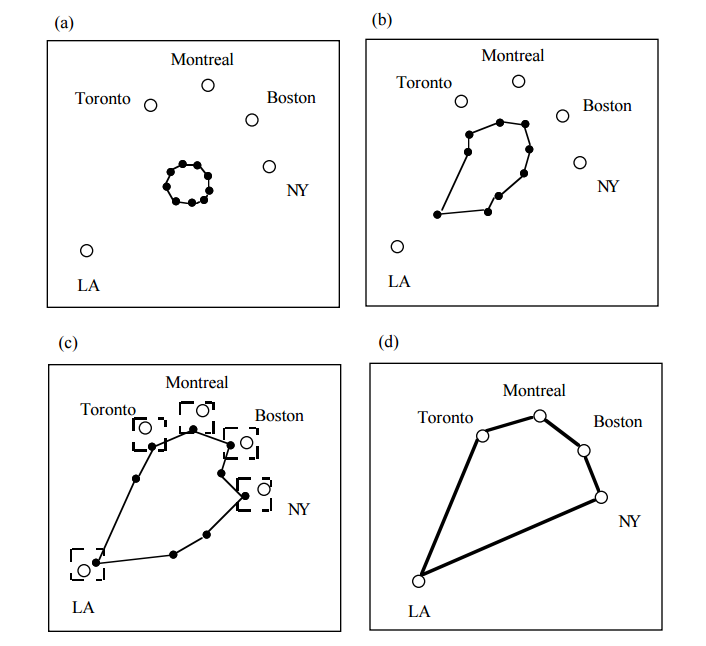 (a)
Montreal
Toronto
Boston
NY
LA
(b)
Montreal
Toronto
Boston
NY
LA
(c)
Montreal
Toronto
Boston
NY
LA
(d)
Montreal
Toronto
Boston
NY
LA